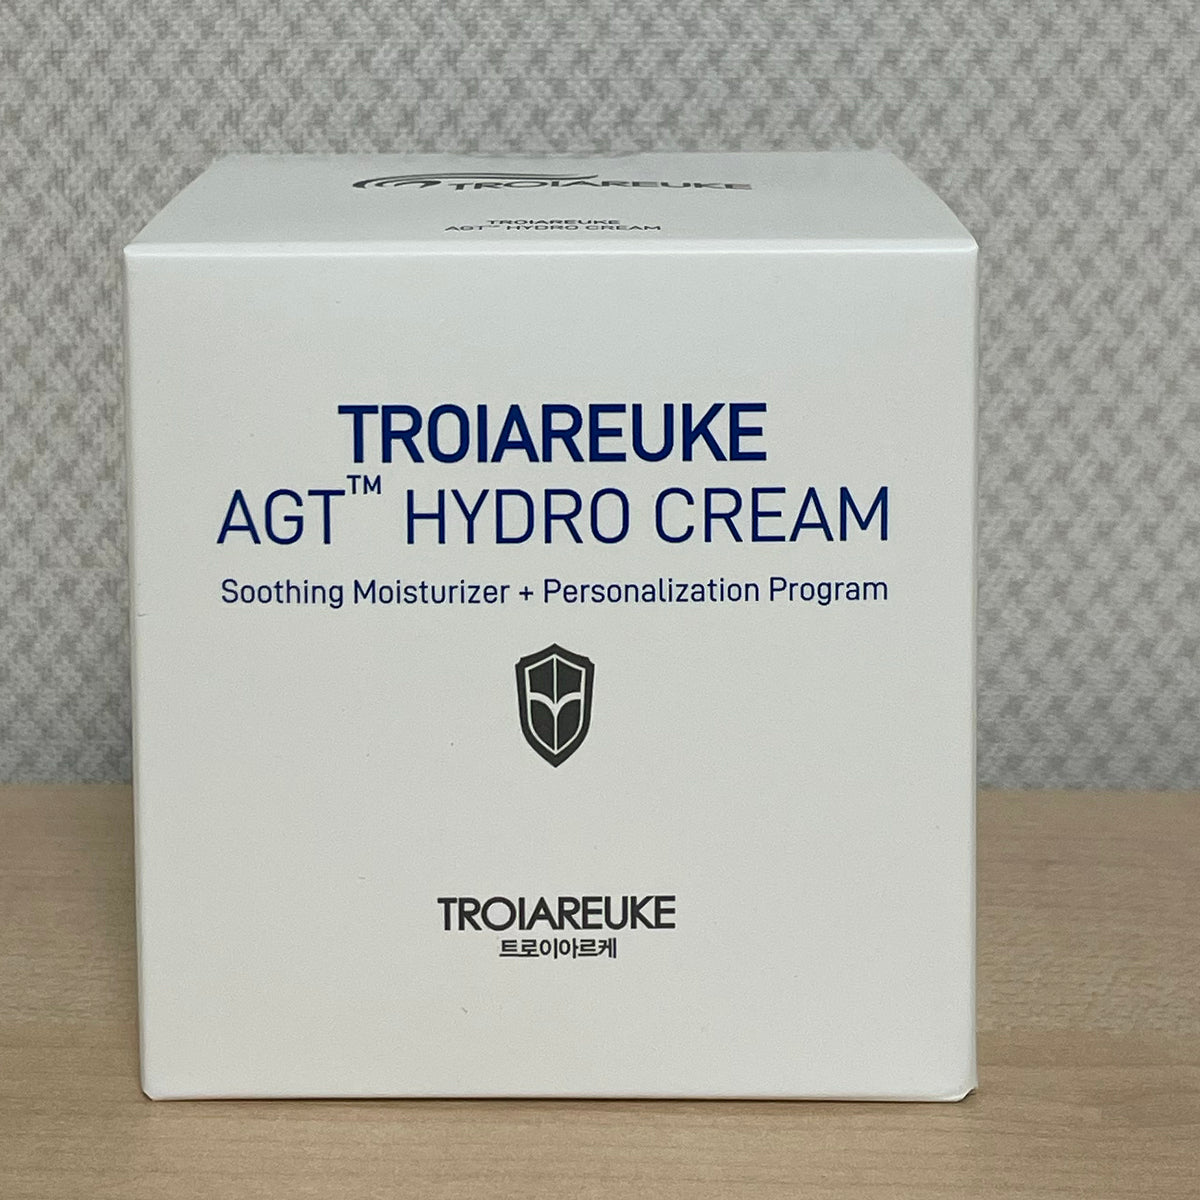 TROIAREUKE
TROIAREUKE
AGT™ HYDRO CREAM
TROIAREUKE
AGT™ HYDRO CREAM
Soothing Moisturizer + Personalization Program
TROIAREUKE
트로이아르케